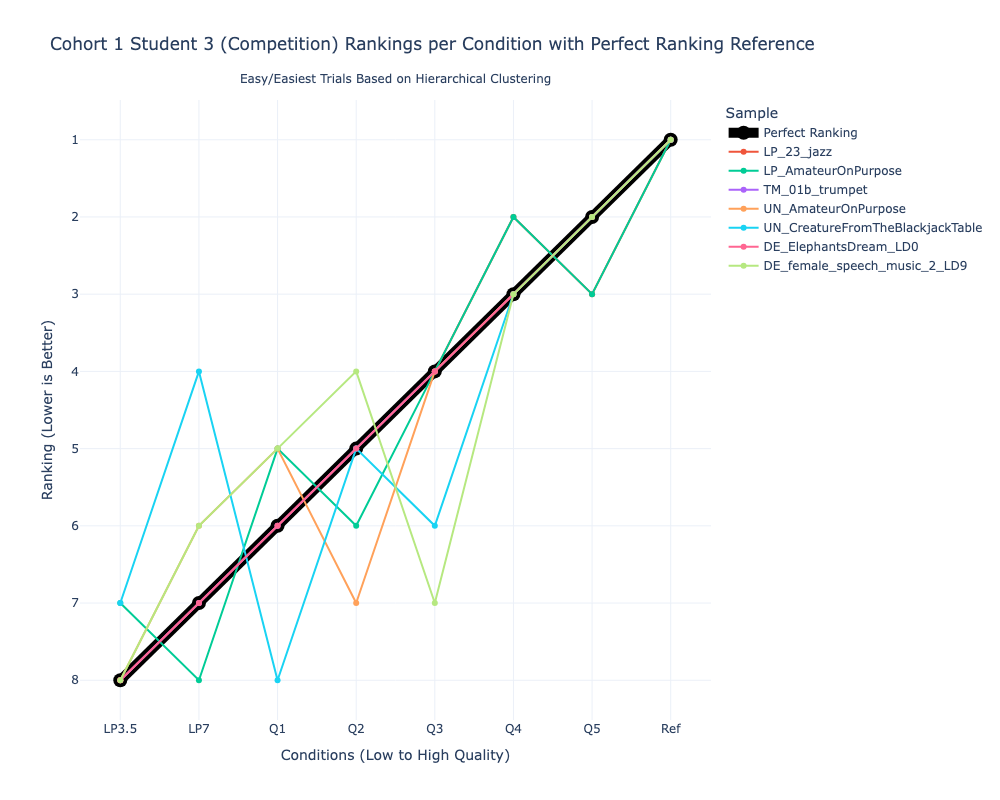 Cohort 1 Student 3 (Competition) Rankings per Condition with Perfect Ranking Reference
Easy/Easiest Trials Based on Hierarchical Clustering
Sample
Perfect Ranking
LP_23_jazz
LP_AmateurOnPurpose
TM_01b_trumpet
UN_AmateurOnPurpose
UN_CreatureFromTheBlackjackTable
DE_ElephantsDream_LD0
DE_female_speech_music_2_LD9
Ranking (Lower is Better)
1
2
3
4
5
6
7
8
LP3.5
LP7
Q1
Q2
Q3
Q4
Q5
Ref
Conditions (Low to High Quality)